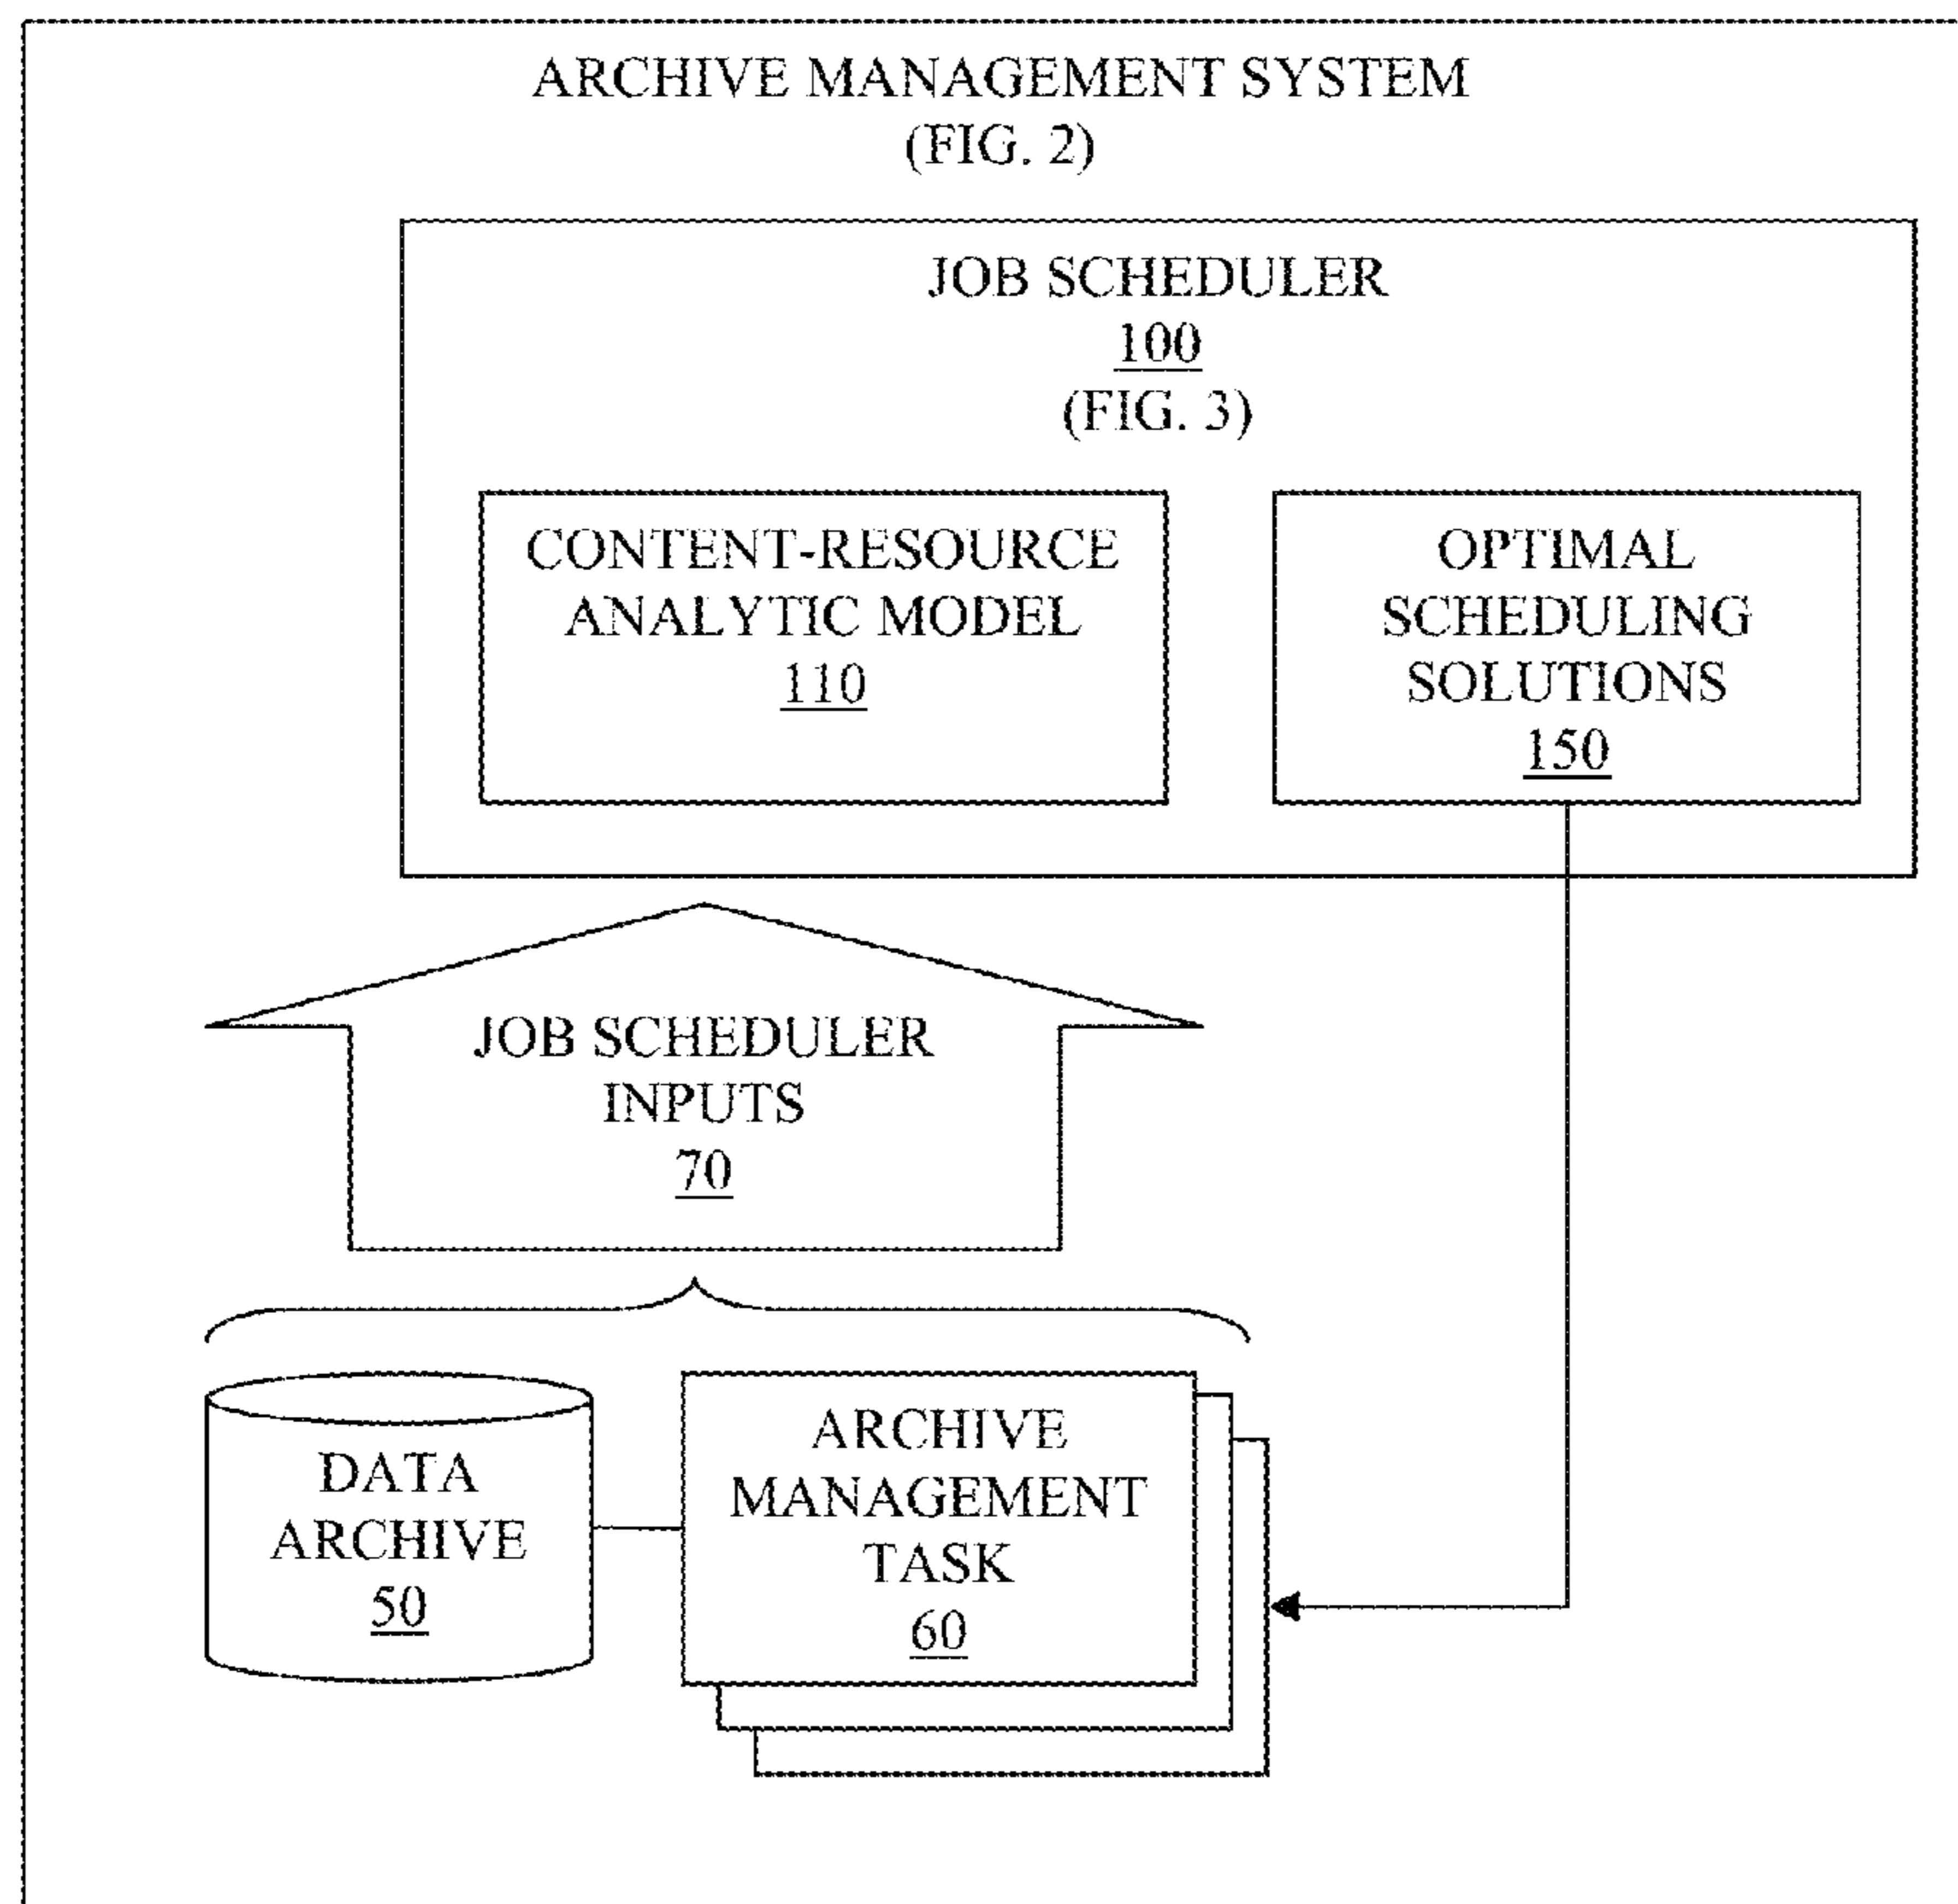 ARCHIVE MANAGEMENT SYSTEM
(FIG. 2)
JOB SCHEDULER
100
(FIG. 3)
CONTENT-RESOURCE
ANALYTIC MODEL
110
OPTIMAL
SCHEDULING
SOLUTIONS
150
JOB SCHEDULER
INPUTS
70
DATA
ARCHIVE
50
ARCHIVE
MANAGEMENT
TASK
60